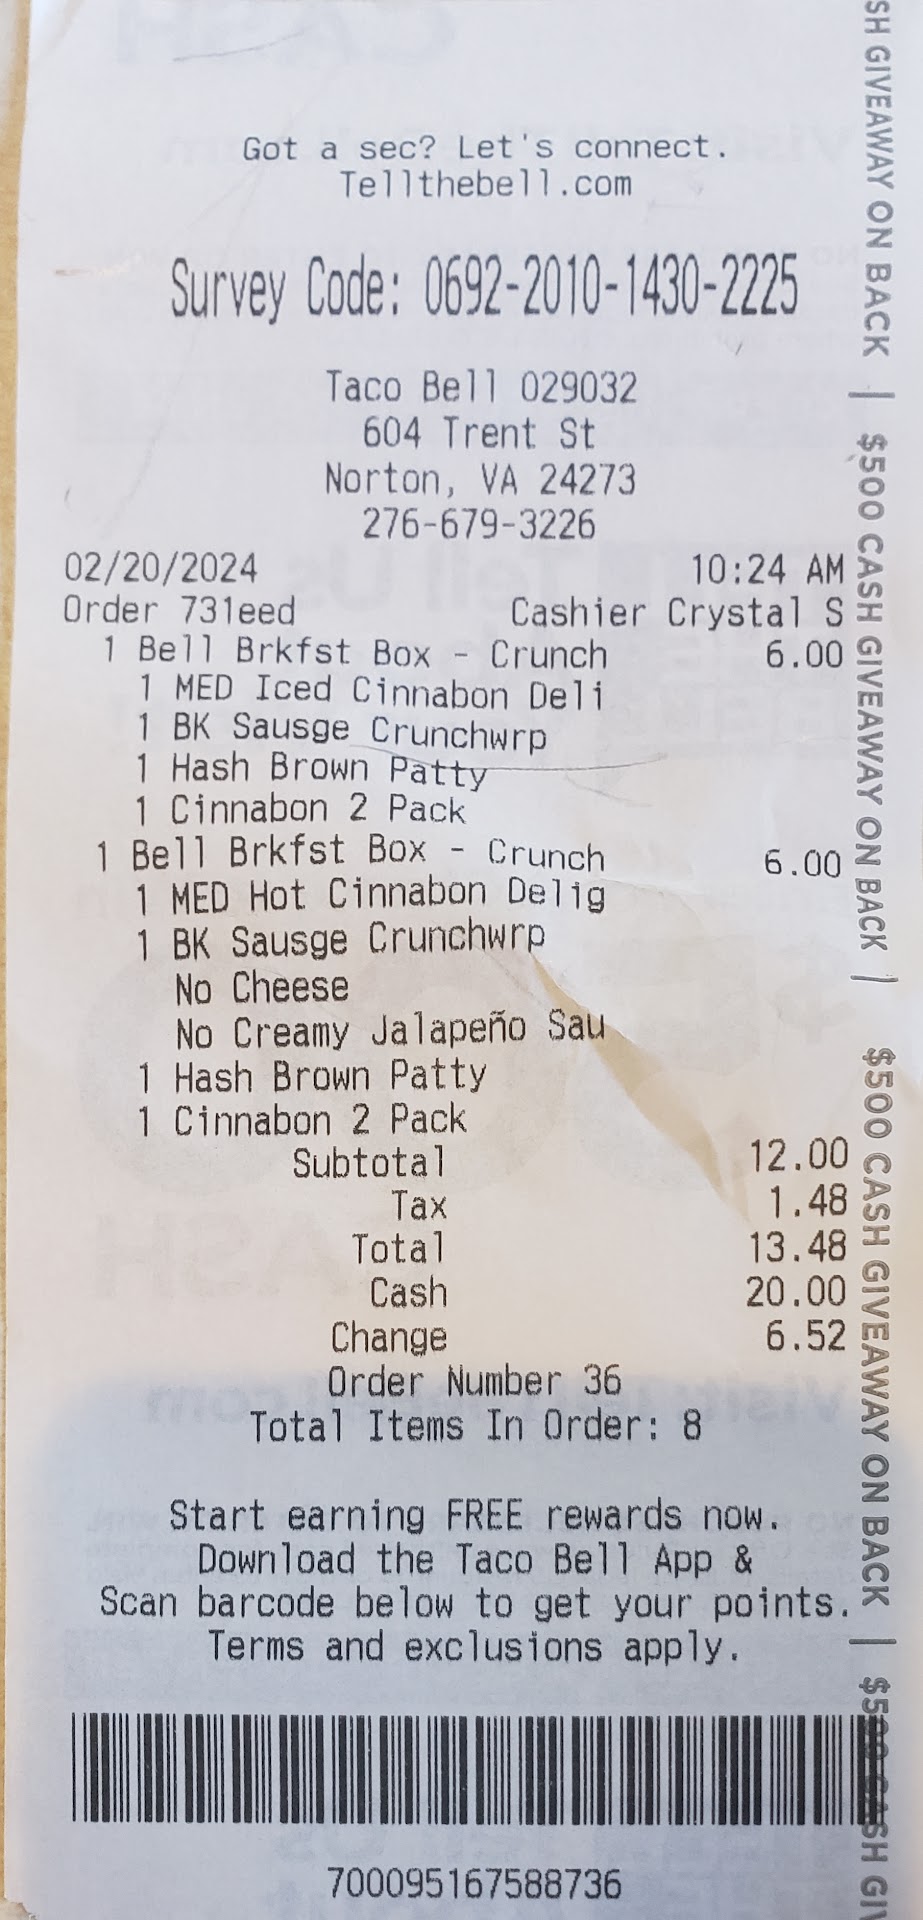 Got a sec? Let's connect.
Tellthebell.com
Survey Code: 0692-2010-1430-2225
Taco Bell 029032
604 Trent St
Norton, VA 24273
276-679-3226
02/20/2024 10:24 AM
Order 731eed Cashier Crystal S
1 Bell Brkfst Box - Crunch 6.00
1 MED Iced Cinnabon Deli
1 BK Sausge Crunchwrp
1 Hash Brown Patty
1 Cinnabon 2 Pack
1 Bell Brkfst Box - Crunch 6.00
1 MED Hot Cinnabon Delig
1 BK Sausge Crunchwrp
No Cheese
No Creamy Jalapeño Sau
1 Hash Brown Patty
1 Cinnabon 2 Pack
Subtotal 12.00
Tax 1.48
Total 13.48
Cash 20.00
Change 6.52
Order Number 36
Total Items In Order: 8
Start earning FREE rewards now.
Download the Taco Bell App &
Scan barcode below to get your points.
Terms and exclusions apply.
7000951675887​36
SH GIVEAWAY ON BACK | $500 CASH GIVEAWAY ON BACK | $500 CASH GIVEAWAY ON BACK | $500 CASH GIV